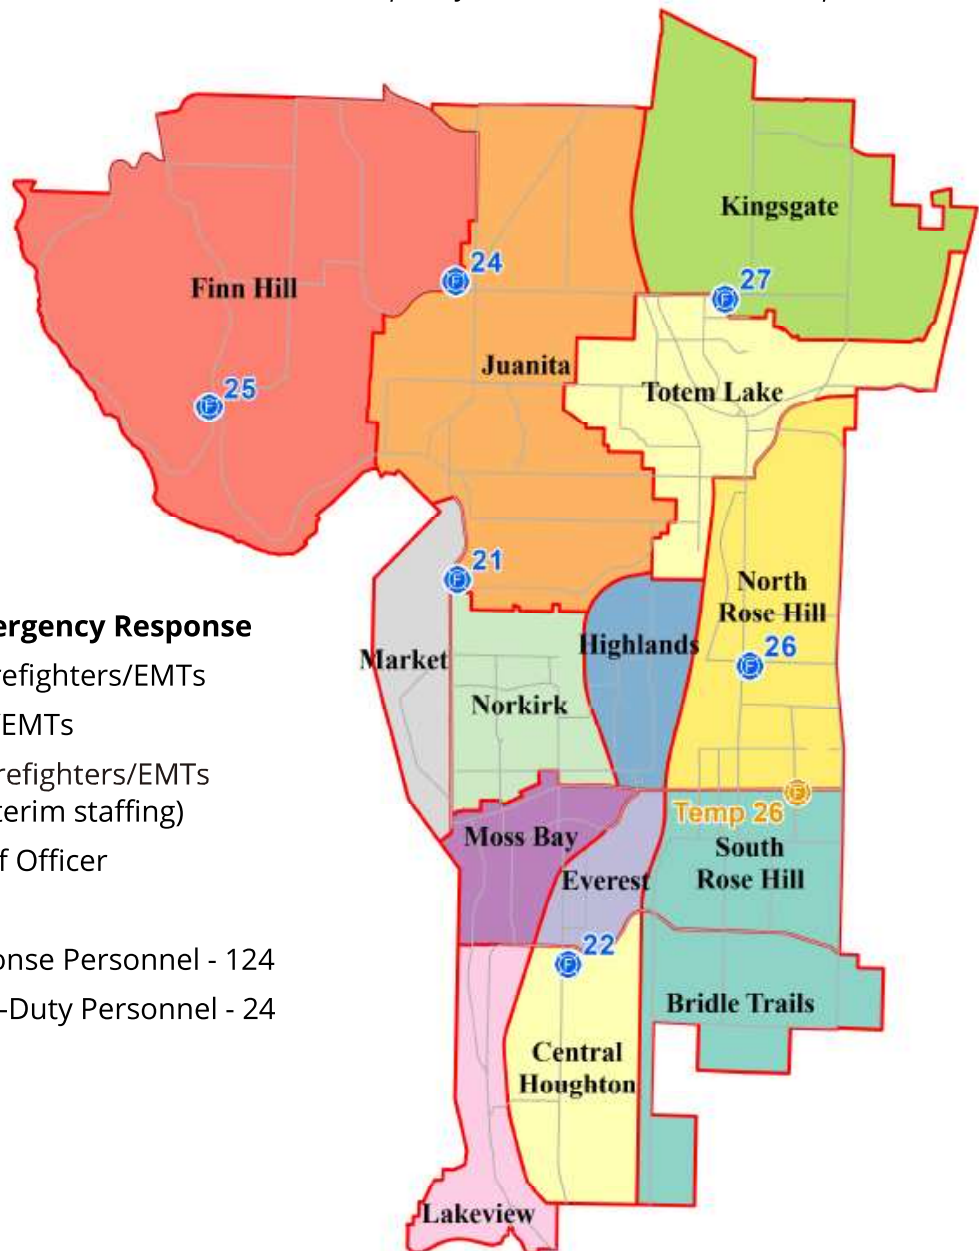 Kingsgate
24
27
Finn Hill
Juanita
25
Totem Lake
21
North
Rose Hill
ergency Response
Highlands
26
Market
refighters/EMTs
Norkirk
/EMTs
refighters/EMTs
terim staffing)
Temp 26
Moss Bay
South
Rose Hill
f Officer
Everest
22
onse Personnel - 124
-Duty Personnel - 24
Bridle Trails
Central
Houghton
Lakeview